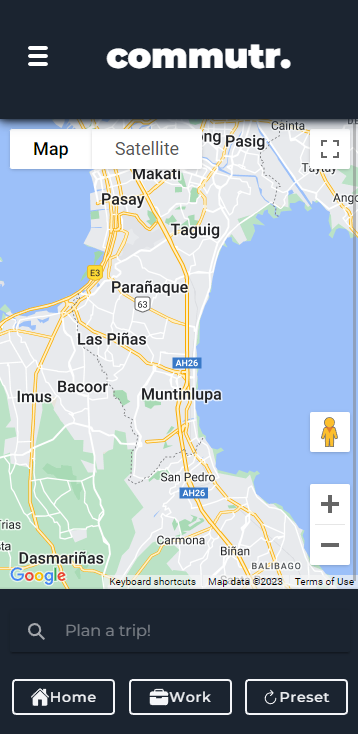 commutr.
Map
Satellite
Cainta
ong
Pasig
Makati
Taytay
Pasay
Ango
Taguig
E3
Parañaque
63
Las Piñas
AH26
Bacoor
Muntinlupa
Imus
San Pedro
AH26
Trias
Carmona
Biñan
Dasmariñas
BALIBAGO
Google
Keyboard shortcuts
Map data ©2023
Terms of Use
Plan a trip!
Home
Work
Preset